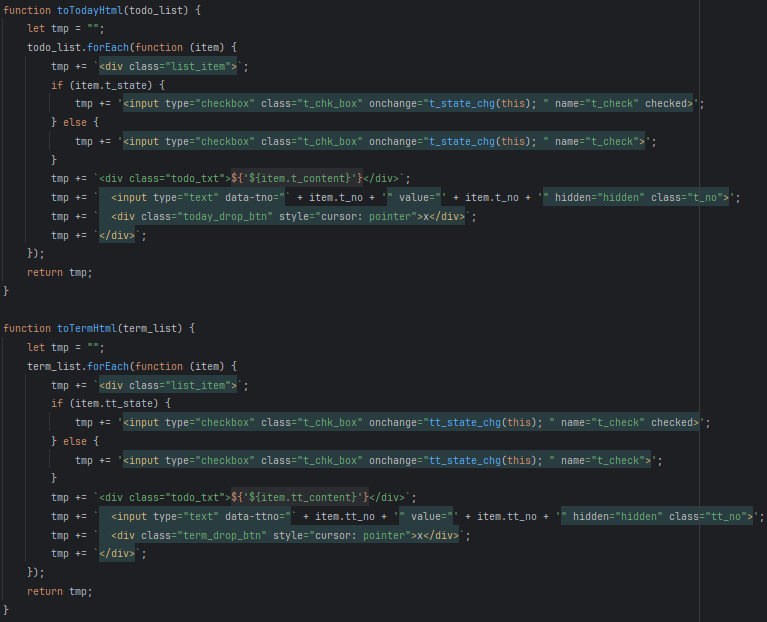 function toTodayHtml(todo_list) {
let tmp = "";
todo_list.forEach(function (item) {
tmp += `<div class="list_item">`;
if (item.t_state) {
tmp += '<input type="checkbox" class="t_chk_box" onchange="t_state_chg(this); " name="t_check" checked>';
} else {
tmp += '<input type="checkbox" class="t_chk_box" onchange="t_state_chg(this); " name="t_check">';
}
tmp += `<div class="todo_txt">${'${item.t_content}'}</div>`;
tmp += ` <input type="text" data-tno="` + item.t_no + '" value="' + item.t_no + '" hidden="hidden" class="t_no">';
tmp += ` <div class="today_drop_btn" style="cursor: pointer">x</div>`;
tmp += `</div>`;
});
return tmp;
}
function toTermHtml(term_list) {
let tmp = "";
term_list.forEach(function (item) {
tmp += `<div class="list_item">`;
if (item.tt_state) {
tmp += '<input type="checkbox" class="t_chk_box" onchange="tt_state_chg(this); " name="t_check" checked>';
} else {
tmp += '<input type="checkbox" class="t_chk_box" onchange="tt_state_chg(this); " name="t_check">';
}
tmp += `<div class="todo_txt">${'${item.tt_content}'}</div>`;
tmp += ` <input type="text" data-ttno="` + item.tt_no + '" value="' + item.tt_no + '" hidden="hidden" class="tt_no">';
tmp += ` <div class="term_drop_btn" style="cursor: pointer">x</div>`;
tmp += `</div>`;
});
return tmp;
}